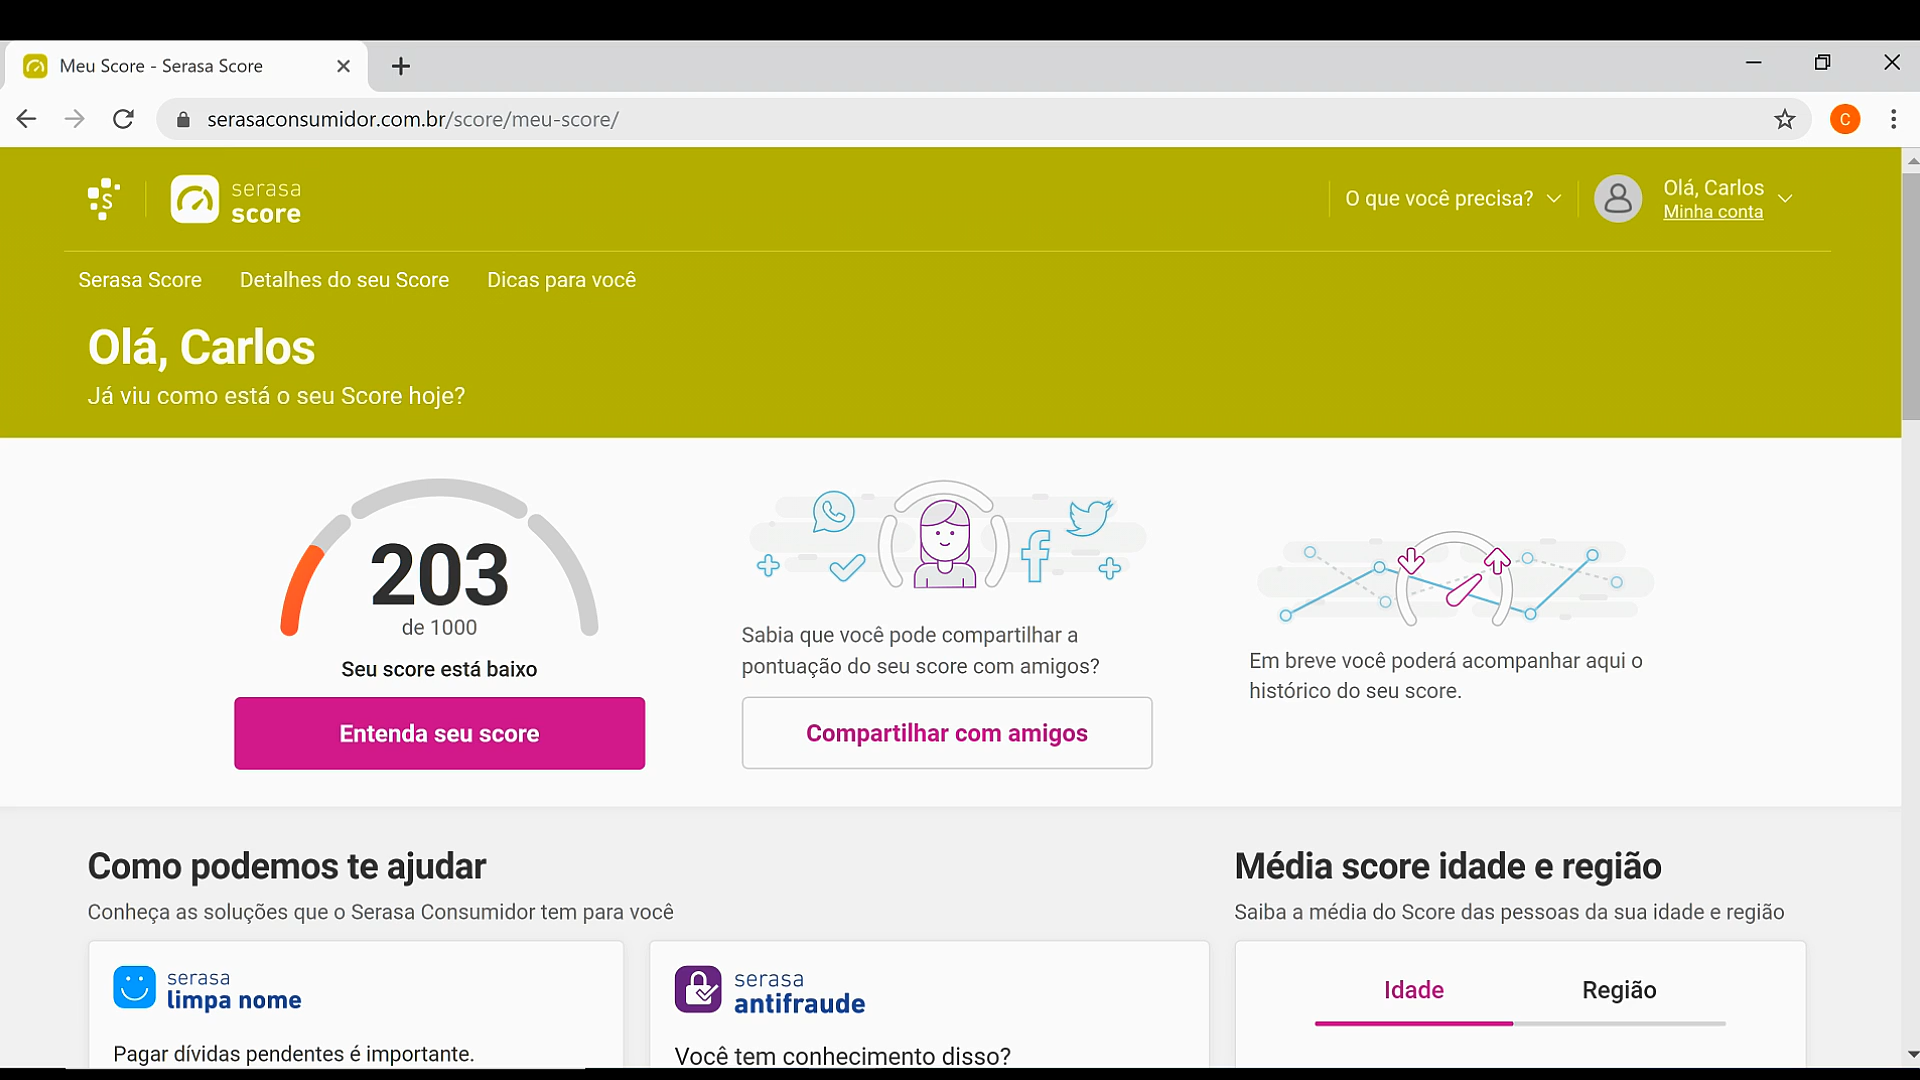 Meu Score - Serasa Score
serasaconsumidor.com.br/score/meu-score/
C
S
serasa
score
O que você precisa?
Olá, Carlos
Minha conta
Serasa Score
Detalhes do seu Score
Dicas para você
Olá, Carlos
Já viu como está o seu Score hoje?
203
de 1000
Seu score está baixo
Entenda seu score
Sabia que você pode compartilhar a
pontuação do seu score com amigos?
Compartilhar com amigos
Em breve você poderá acompanhar aqui o
histórico do seu score.
Como podemos te ajudar
Conheça as soluções que o Serasa Consumidor tem para você
serasa
limpa nome
Pagar dívidas pendentes é importante.
serasa
antifraude
Você tem conhecimento disso?
Média score idade e região
Saiba a média do Score das pessoas da sua idade e região
Idade
Região